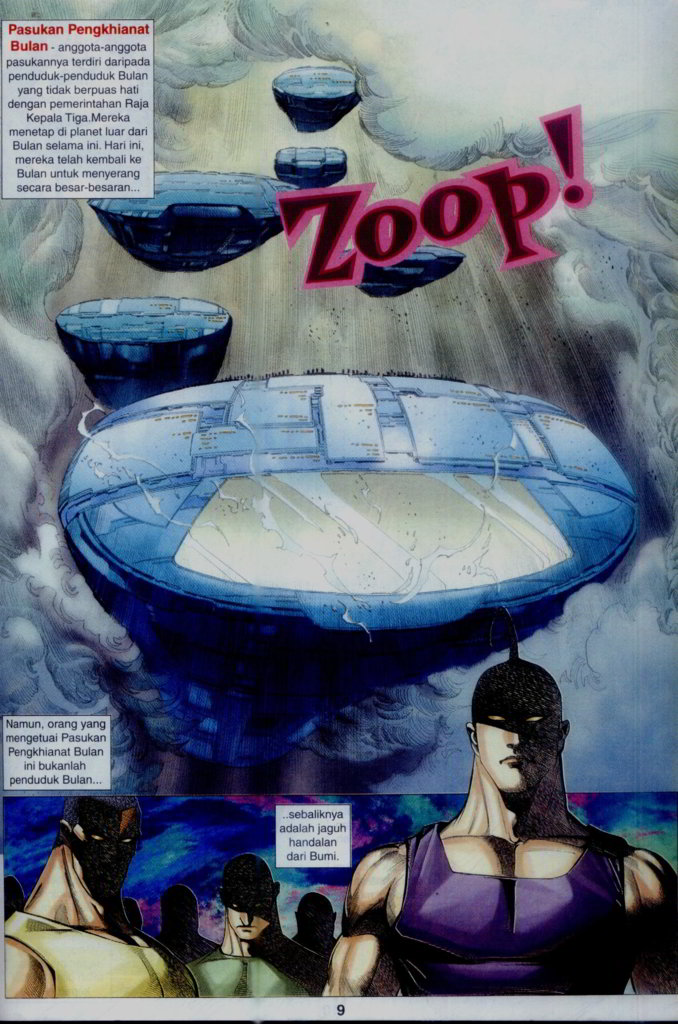 Pasukan Pengkhianat
Bulan - anggota-anggota
pasukannya terdiri daripada
penduduk-penduduk Bulan
yang tidak berpuas hati
dengan pemerintahan Raja
Kepala Tiga.Mereka
menetap di planet luar dari
Bulan selama ini. Hari ini,
mereka telah kembali ke
Bulan untuk menyerang
secara besar-besaran...
Zoop!
Namun, orang yang
mengetuai Pasukan
Pengkhianat Bulan
ini bukanlah
penduduk Bulan...
..sebaliknya
adalah jaguh
handalan
dari Bumi.
9